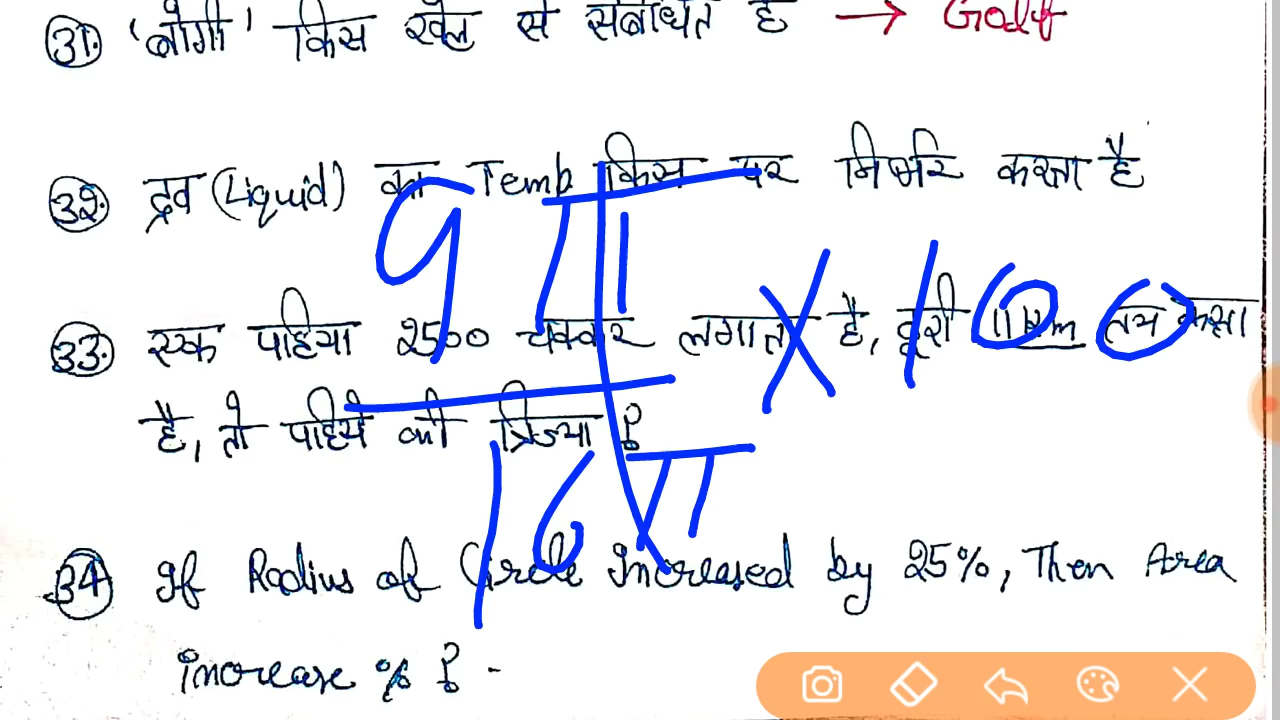 31. 'बोगी' किस खेल से संबंधित है → Golf
32. द्रव (Liquid) का Temp किस पर निर्भर करता है
33. एक पहिया 2500 चक्कर लगाता है, दूरी 11 km तय करता
है, तो पहिये की त्रिज्या ?
34 If Radius of Circle Increased by 25%, Then Area
increase % ? -
9π × 100
16π